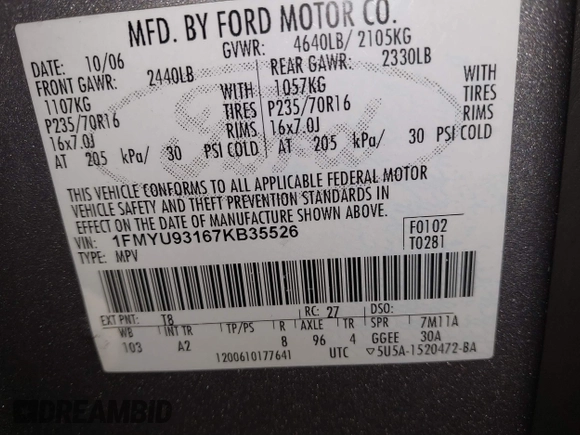 MFD. BY FORD MOTOR CO.
DATE: 10/06 GVWR: 4640LB/ 2105KG
FRONT GAWR: 2440LB REAR GAWR: 2330LB
1107KG WITH 1057KG WITH
P235/70R16 TIRES P235/70R16 TIRES
16x7.0J RIMS 16x7.0J RIMS
AT 205 kPa/ 30 PSI COLD AT 205 kPa/ 30 PSI COLD
Ford
THIS VEHICLE CONFORMS TO ALL APPLICABLE FEDERAL MOTOR
VEHICLE SAFETY AND THEFT PREVENTION STANDARDS IN
EFFECT ON THE DATE OF MANUFACTURE SHOWN ABOVE.
VIN: 1FMYU93167KB35526 F0102
TYPE: MPV T0281
EXT PNT: T8 RC: 27 DSO:
WB INT TR TP/PS R AXLE TR SPR 7M11A
103 A2 8 96 4 GGEE 30A
1200610177641 UTC ▽5U5A-1520472-BA
DREAMBID